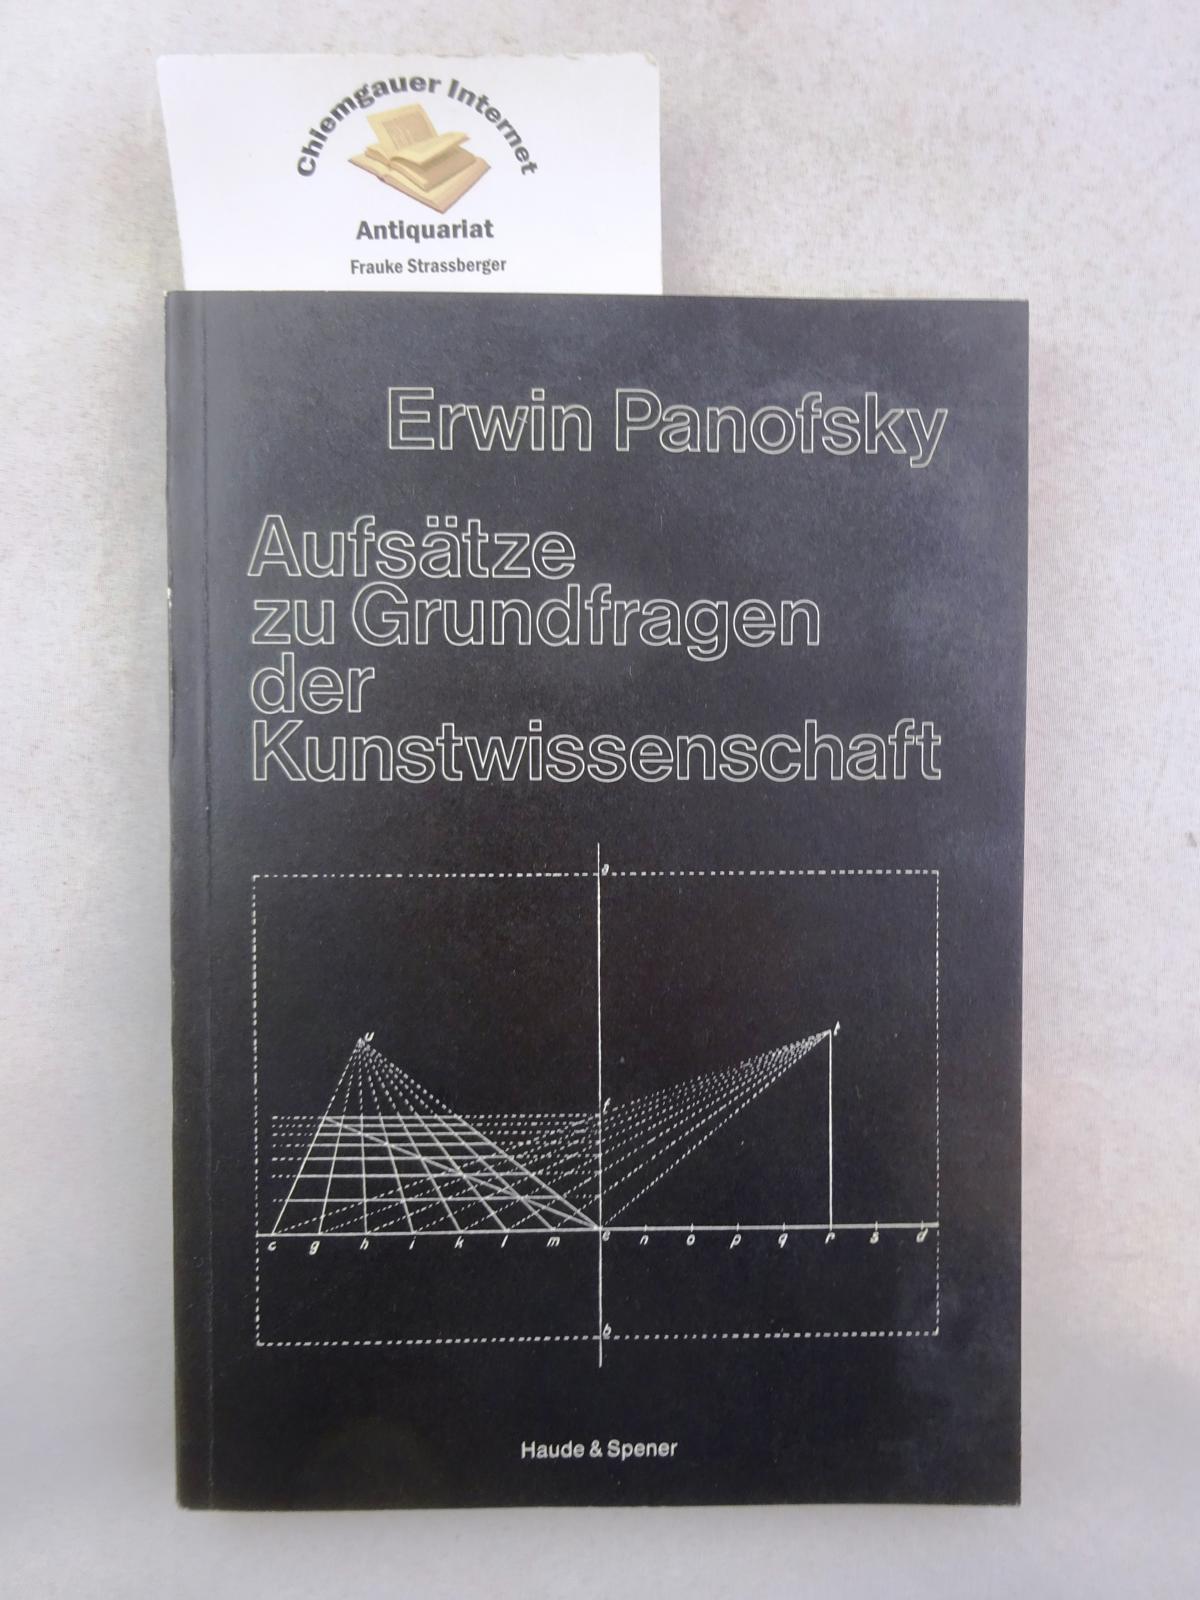 Chiemgauer Internet
Antiquariat
Frauke Strassberger
Erwin Panofsky
Aufsätze
zu Grundfragen
der
Kunstwissenschaft
a
u
t
f
c g h i k l m e n o p q r s d
b
Haude & Spener